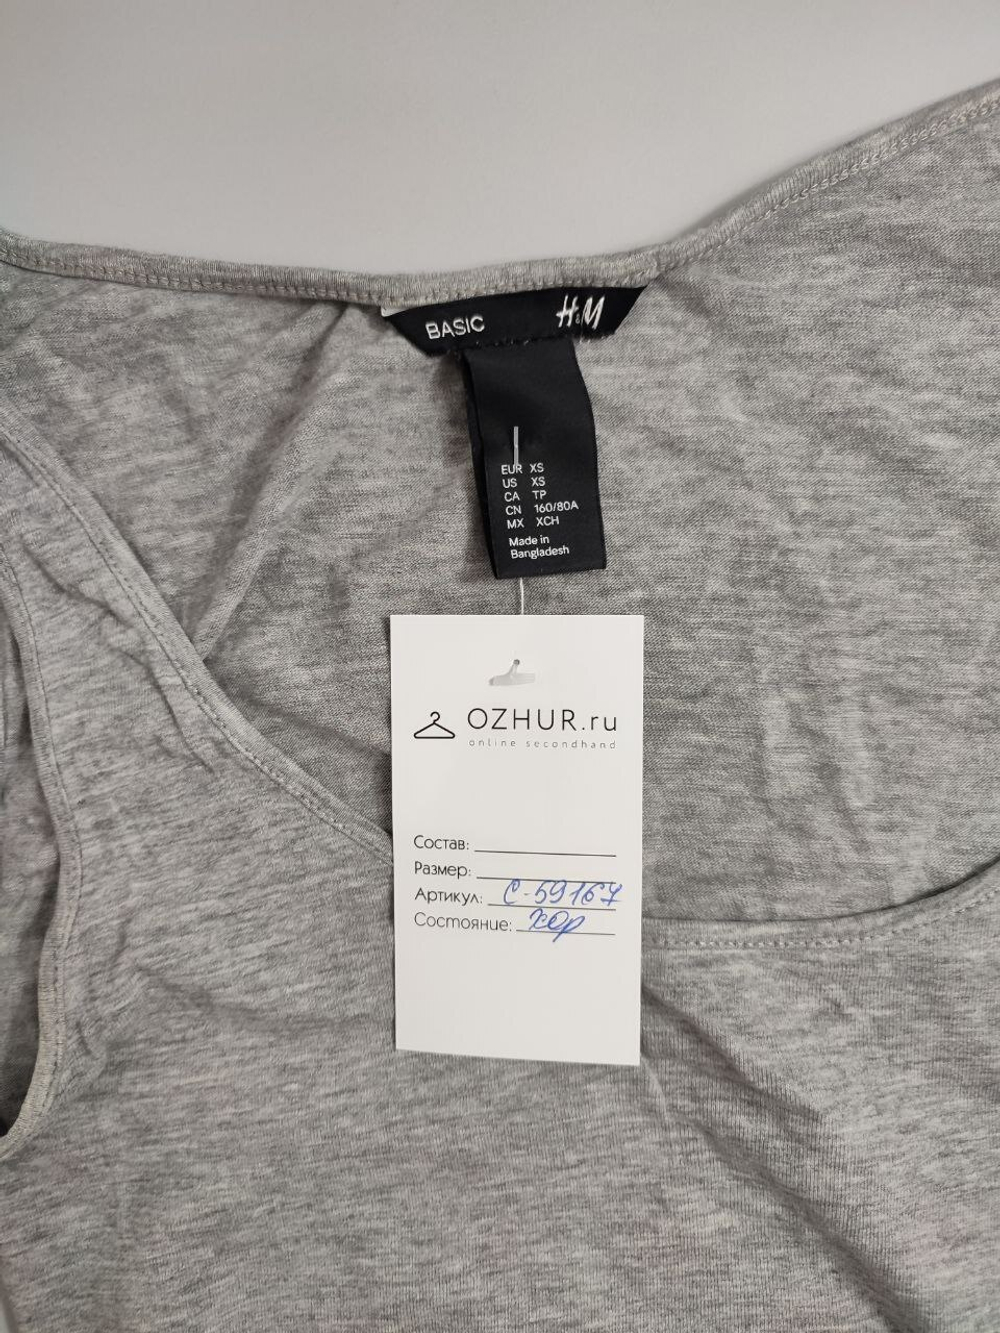 BASIC H&M
EUR XS
US XS
CA TP
CN 160/80A
MX XCH
Made in
Bangladesh
OZHUR.ru
online secondhand
Состав:
Размер:
Артикул: С-59167
Состояние: хор